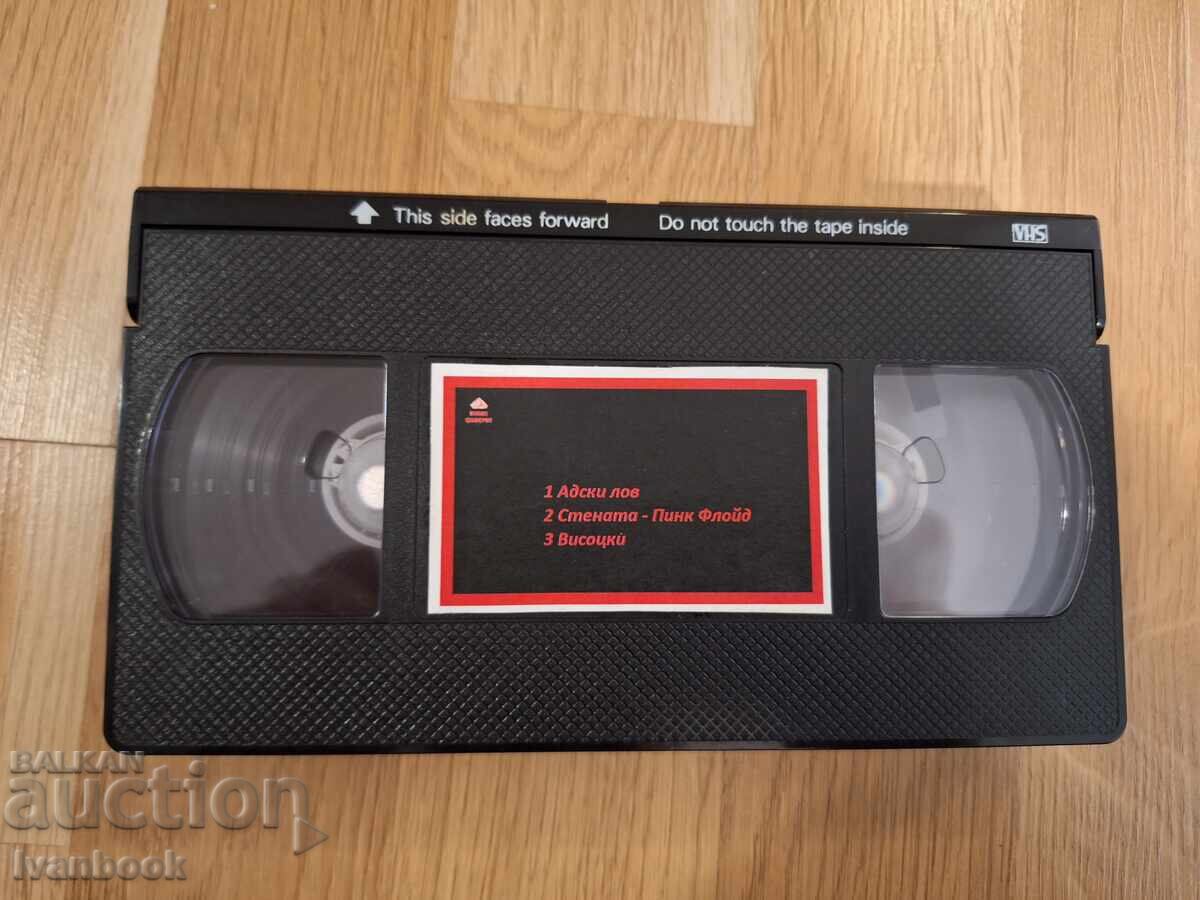 This side faces forward Do not touch the tape inside VHS
1 Адски лов
2 Стената - Пинк Флойд
3 Висоцкѝ
BALKAN
auction
Ivanbook